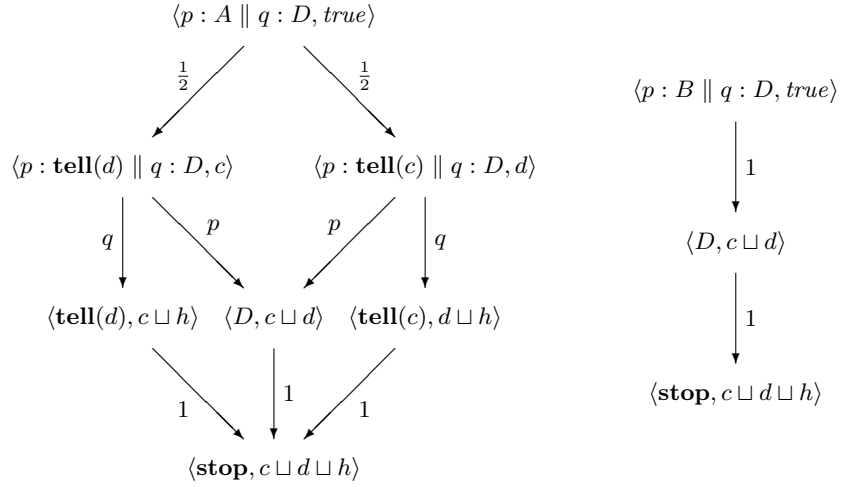 ⟨p : A ∥ q : D, true⟩
1/2 1/2
⟨p : B ∥ q : D, true⟩
1
⟨p : tell(d) ∥ q : D, c⟩ ⟨p : tell(c) ∥ q : D, d⟩
q p p q
⟨D, c ⊔ d⟩
⟨tell(d), c ⊔ h⟩ ⟨D, c ⊔ d⟩ ⟨tell(c), d ⊔ h⟩
1
1 1 1
⟨stop, c ⊔ d ⊔ h⟩
⟨stop, c ⊔ d ⊔ h⟩